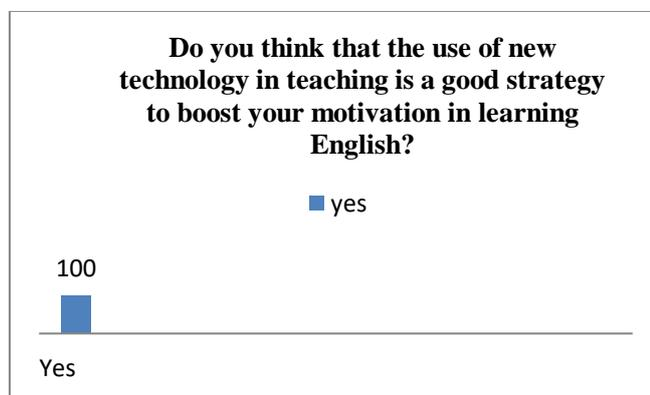 Do you think that the use of new
technology in teaching is a good strategy
to boost your motivation in learning
English?
yes
100
Yes